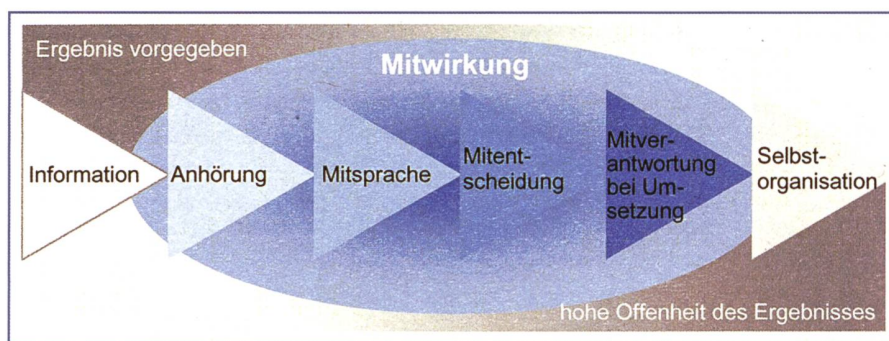 Ergebnis vorgegeben
Mitwirkung
Information
Anhörung
Mitsprache
Mitent-
scheidung
Mitver-
antwortung
bei Um-
setzung
Selbst-
organisation
hohe Offenheit des Ergebnisses